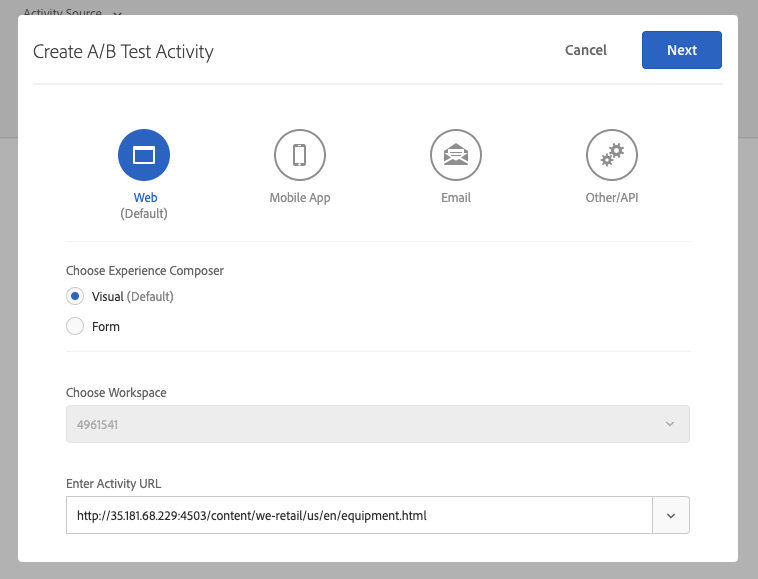 Activity Source
Create A/B Test Activity
Cancel
Next
Web
(Default)
Mobile App
Email
Other/API
Choose Experience Composer
Visual (Default)
Form
Choose Workspace
4961541
Enter Activity URL
http://35.181.68.229:4503/content/we-retail/us/en/equipment.html